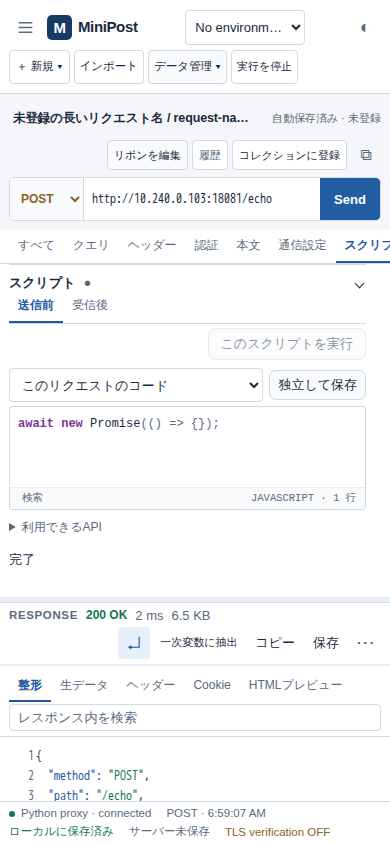 M MiniPost No environm…
＋ 新規 ▾ インポート データ管理 ▾ 実行を停止
未登録の長いリクエスト名 / request-na… 自動保存済み · 未登録
リボンを編集 履歴 コレクションに登録
POST http://10.240.0.103:18081/echo Send
すべて クエリ ヘッダー 認証 本文 通信設定 スクリプ
スクリプト
送信前 受信後
このスクリプトを実行
このリクエストのコード 独立して保存
await new Promise(() => {});
検索 JAVASCRIPT · 1 行
▶ 利用できるAPI
完了
RESPONSE 200 OK 2 ms 6.5 KB
一次変数に抽出 コピー 保存 ···
整形 生データ ヘッダー Cookie HTMLプレビュー
レスポンス内を検索
1 {
2 "method": "POST",
3 "path": "/echo",
Python proxy · connected POST · 6:59:07 AM
ローカルに保存済み サーバー未保存 TLS verification OFF